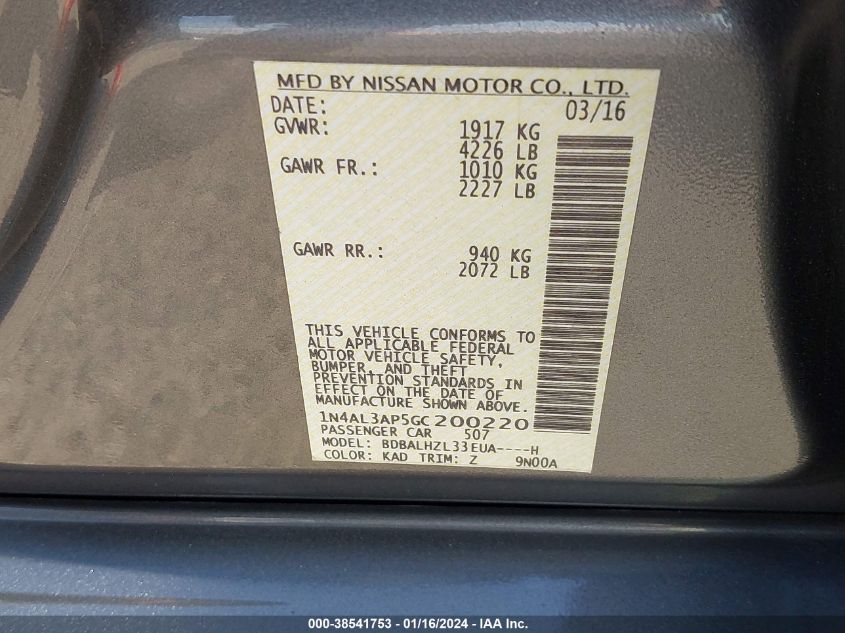 MFD BY NISSAN MOTOR CO., LTD.
DATE: 03/16
GVWR: 1917 KG
4226 LB
GAWR FR.: 1010 KG
2227 LB
GAWR RR.: 940 KG
2072 LB
THIS VEHICLE CONFORMS TO
ALL APPLICABLE FEDERAL
MOTOR VEHICLE SAFETY,
BUMPER, AND THEFT
PREVENTION STANDARDS IN
EFFECT ON THE DATE OF
MANUFACTURE SHOWN ABOVE.
1N4AL3AP5GC200220
PASSENGER CAR 507
MODEL: BDBALHZL33EUA----H
COLOR: KAD TRIM: Z 9N00A
000-38541753 - 01/16/2024 - IAA Inc.